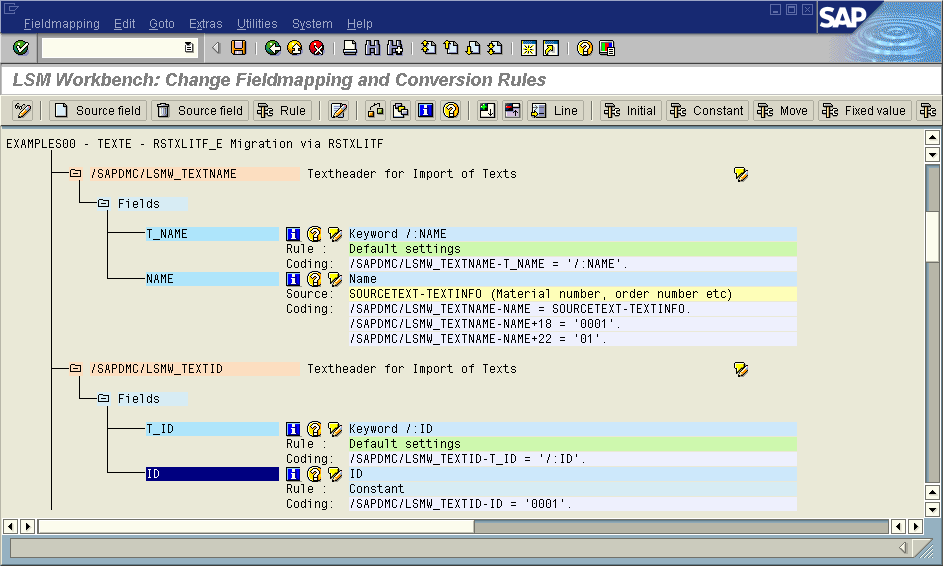 Fieldmapping Edit Goto Extras Utilities System Help
SAP
LSM Workbench: Change Fieldmapping and Conversion Rules
Source field Source field Rule Line Initial Constant Move Fixed value
EXAMPLES00 - TEXTE - RSTXLITF_E Migration via RSTXLITF
/SAPDMC/LSMW_TEXTNAME Textheader for Import of Texts
Fields
T_NAME Keyword /:NAME
Rule : Default settings
Coding: /SAPDMC/LSMW_TEXTNAME-T_NAME = '/:NAME'.
NAME Name
Source: SOURCETEXT-TEXTINFO (Material number, order number etc)
Coding: /SAPDMC/LSMW_TEXTNAME-NAME = SOURCETEXT-TEXTINFO.
/SAPDMC/LSMW_TEXTNAME-NAME+18 = '0001'.
/SAPDMC/LSMW_TEXTNAME-NAME+22 = '01'.
/SAPDMC/LSMW_TEXTID Textheader for Import of Texts
Fields
T_ID Keyword /:ID
Rule : Default settings
Coding: /SAPDMC/LSMW_TEXTID-T_ID = '/:ID'.
ID ID
Rule : Constant
Coding: /SAPDMC/LSMW_TEXTID-ID = '0001'.